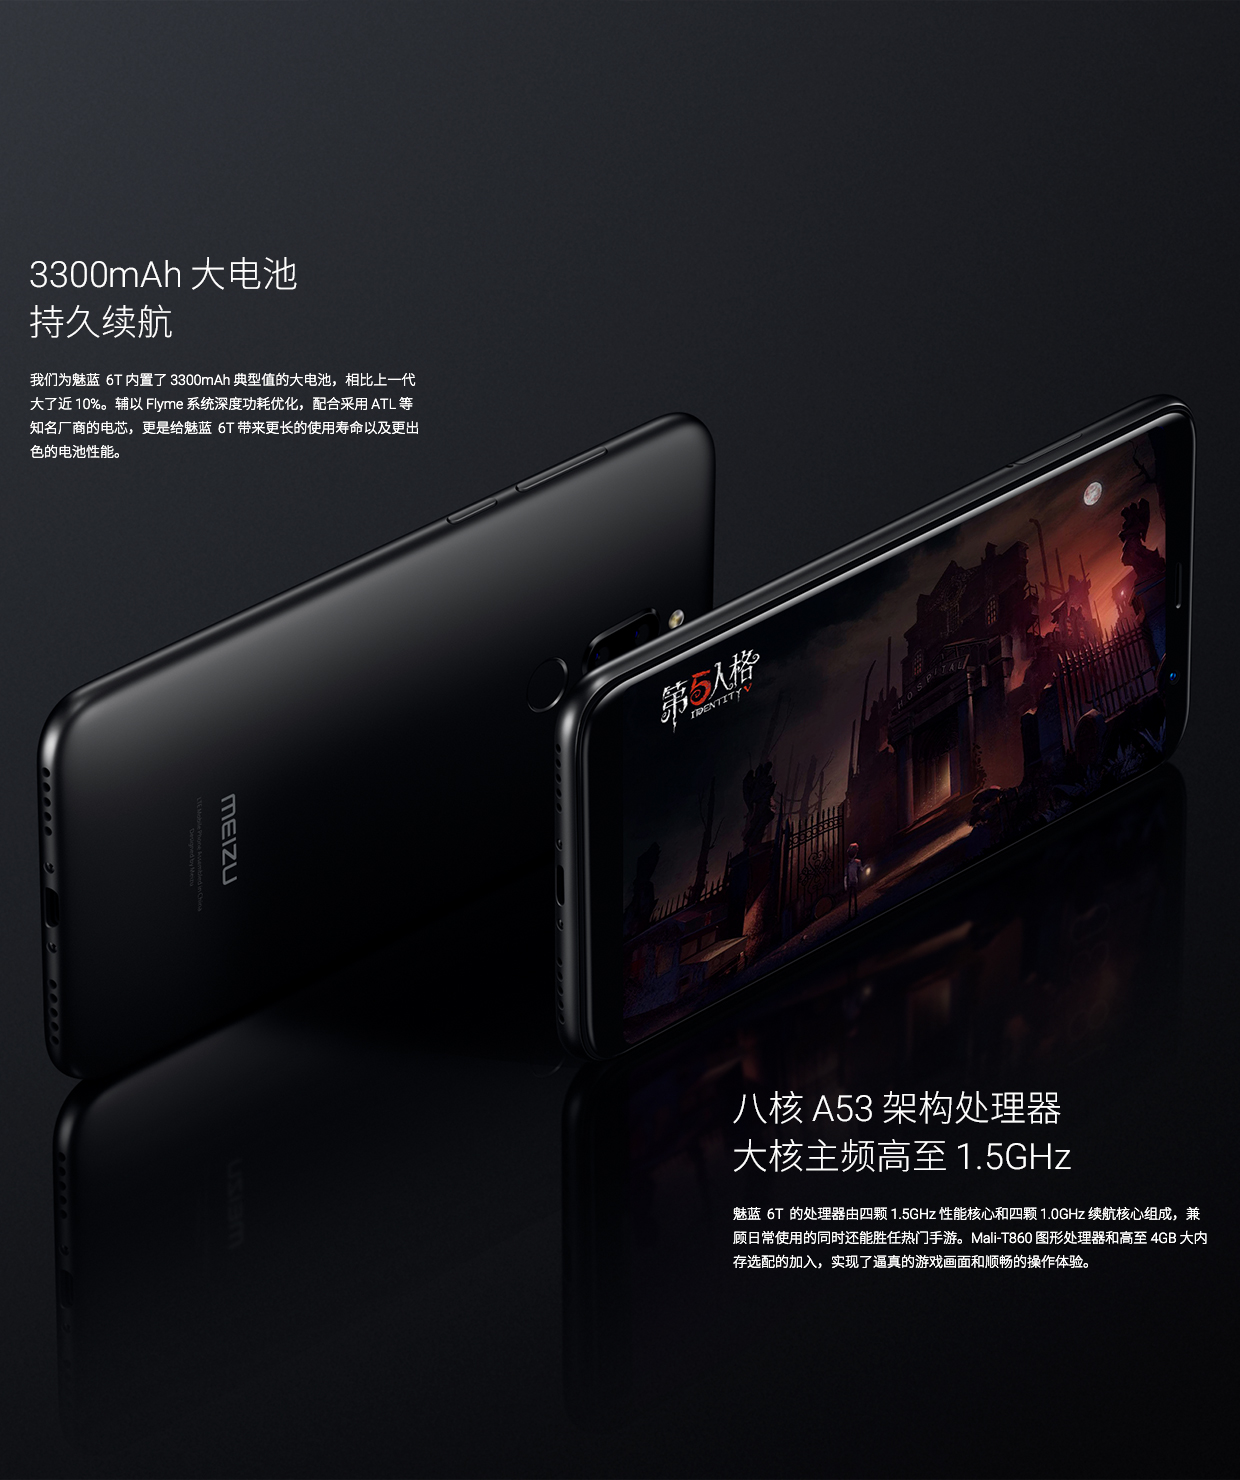 3300mAh 大电池
持久续航
我们为魅蓝 6T 内置了 3300mAh 典型值的大电池，相比上一代
大了近 10%。辅以 Flyme 系统深度功耗优化，配合采用 ATL 等
知名厂商的电芯，更是给魅蓝 6T 带来更长的使用寿命以及更出
色的电池性能。
第5人格
IDENTITY V
HOSPITAL
MEIZU
八核 A53 架构处理器
大核主频高至 1.5GHz
魅蓝 6T 的处理器由四颗 1.5GHz 性能核心和四颗 1.0GHz 续航核心组成，兼
顾日常使用的同时还能胜任热门手游。Mali-T860 图形处理器和高至 4GB 大内
存选配的加入，实现了逼真的游戏画面和顺畅的操作体验。